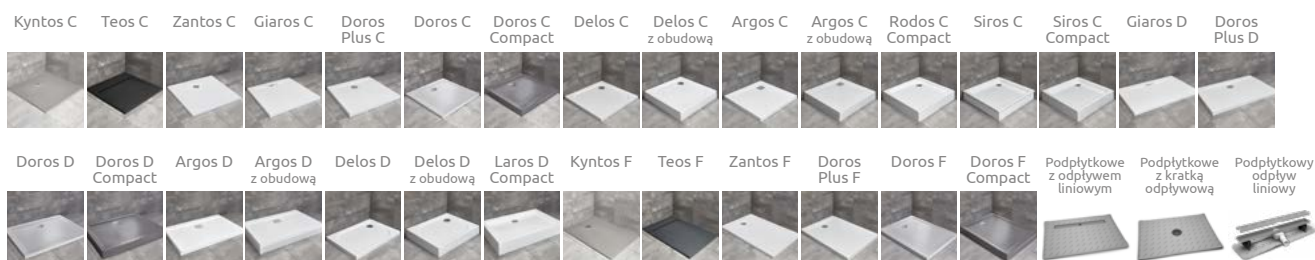 Kyntos C
Teos C
Zantos C
Giaros C
Doros
Plus C
Doros C
Doros C
Compact
Delos C
Delos C
z obudową
Argos C
Argos C
z obudową
Rodos C
Compact
Siros C
Siros C
Compact
Giaros D
Doros
Plus D
Doros D
Doros D
Compact
Argos D
Argos D
z obudową
Delos D
Delos D
z obudową
Laros D
Compact
Kyntos F
Teos F
Zantos F
Doros
Plus F
Doros F
Doros F
Compact
Podpłytkowe
z odpływem
liniowym
Podpłytkowe
z kratką
odpływową
Podpłytkowy
odpływ
liniowy